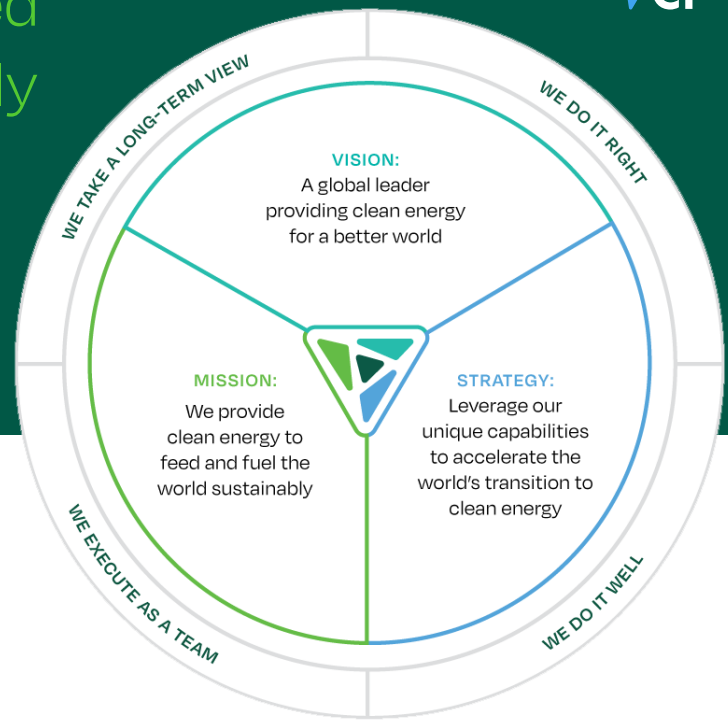 WE TAKE A LONG-TERM VIEW
WE DO IT RIGHT
VISION:
A global leader
providing clean energy
for a better world
MISSION:
We provide
clean energy to
feed and fuel the
world sustainably
STRATEGY:
Leverage our
unique capabilities
to accelerate the
world's transition to
clean energy
WE EXECUTE AS A TEAM
WE DO IT WELL